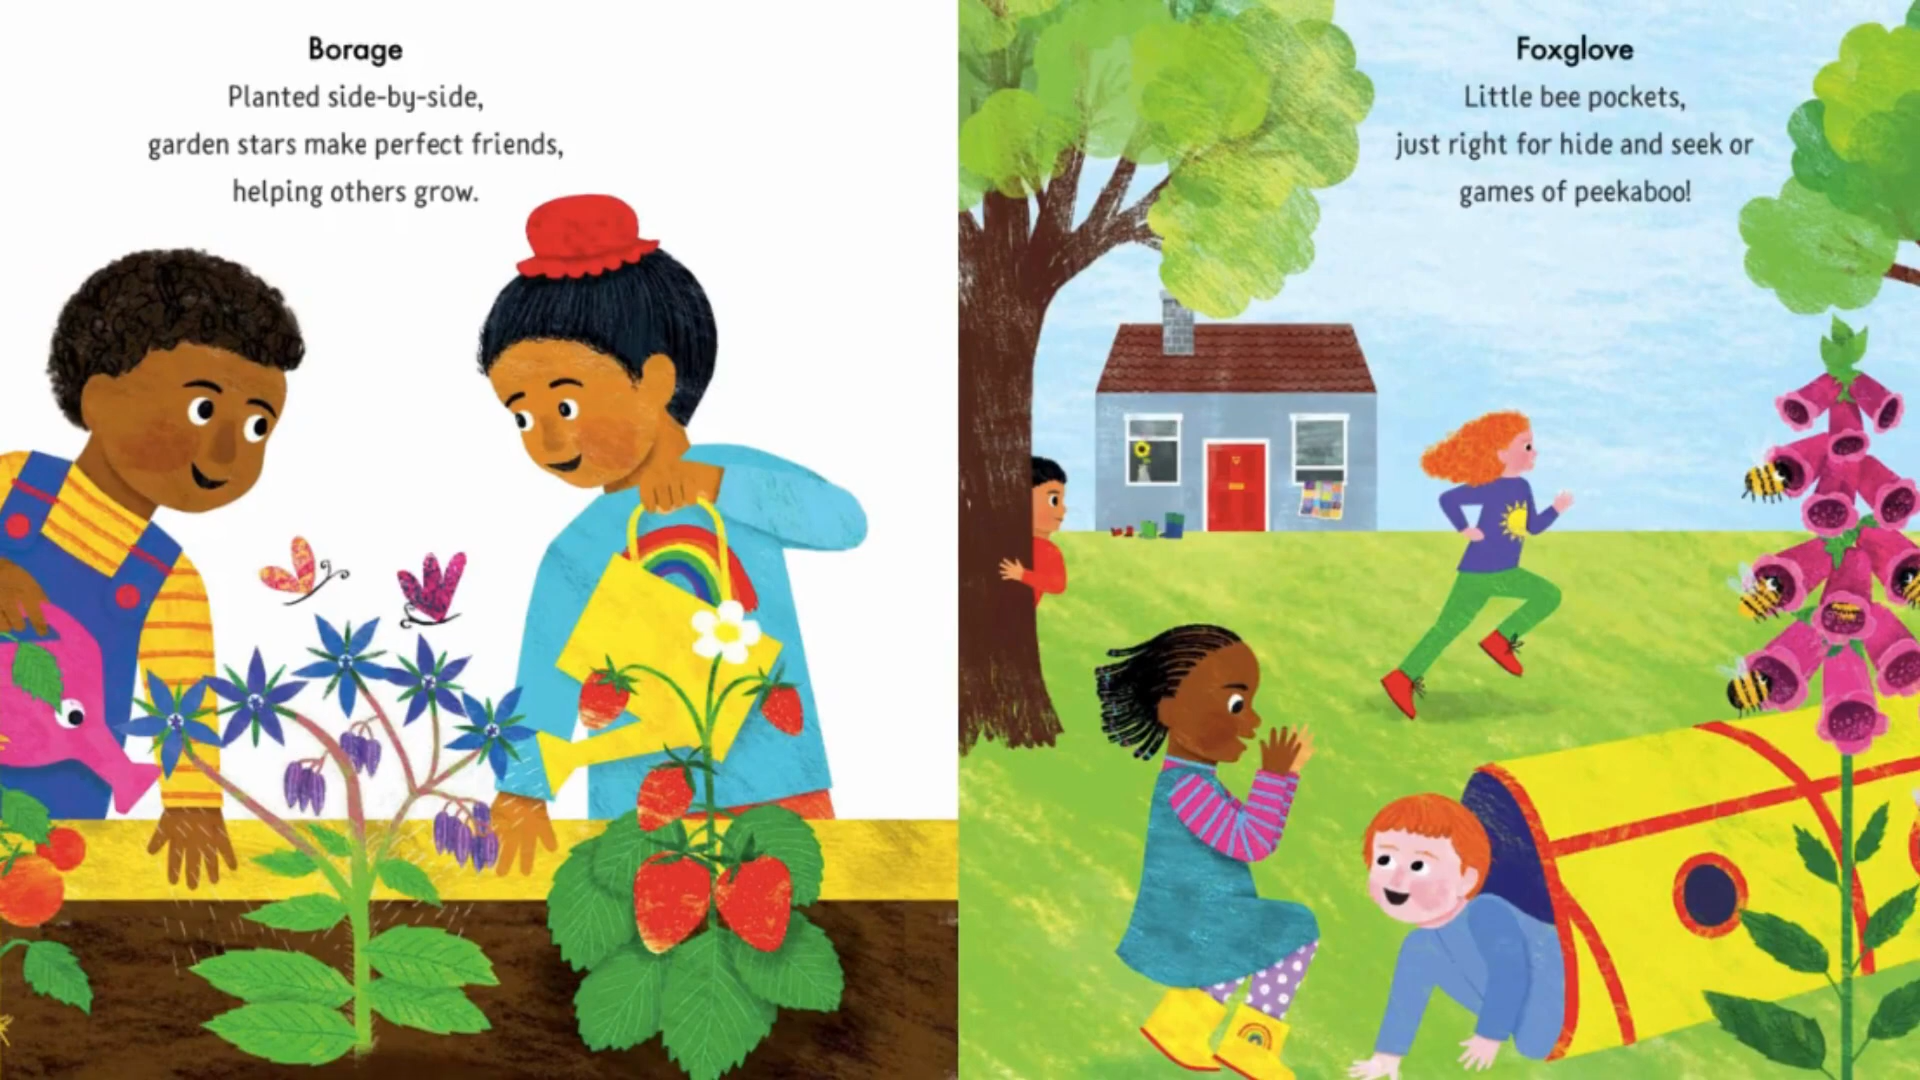 Borage
Planted side-by-side,
garden stars make perfect friends,
helping others grow.
Foxglove
Little bee pockets,
just right for hide and seek or
games of peekaboo!